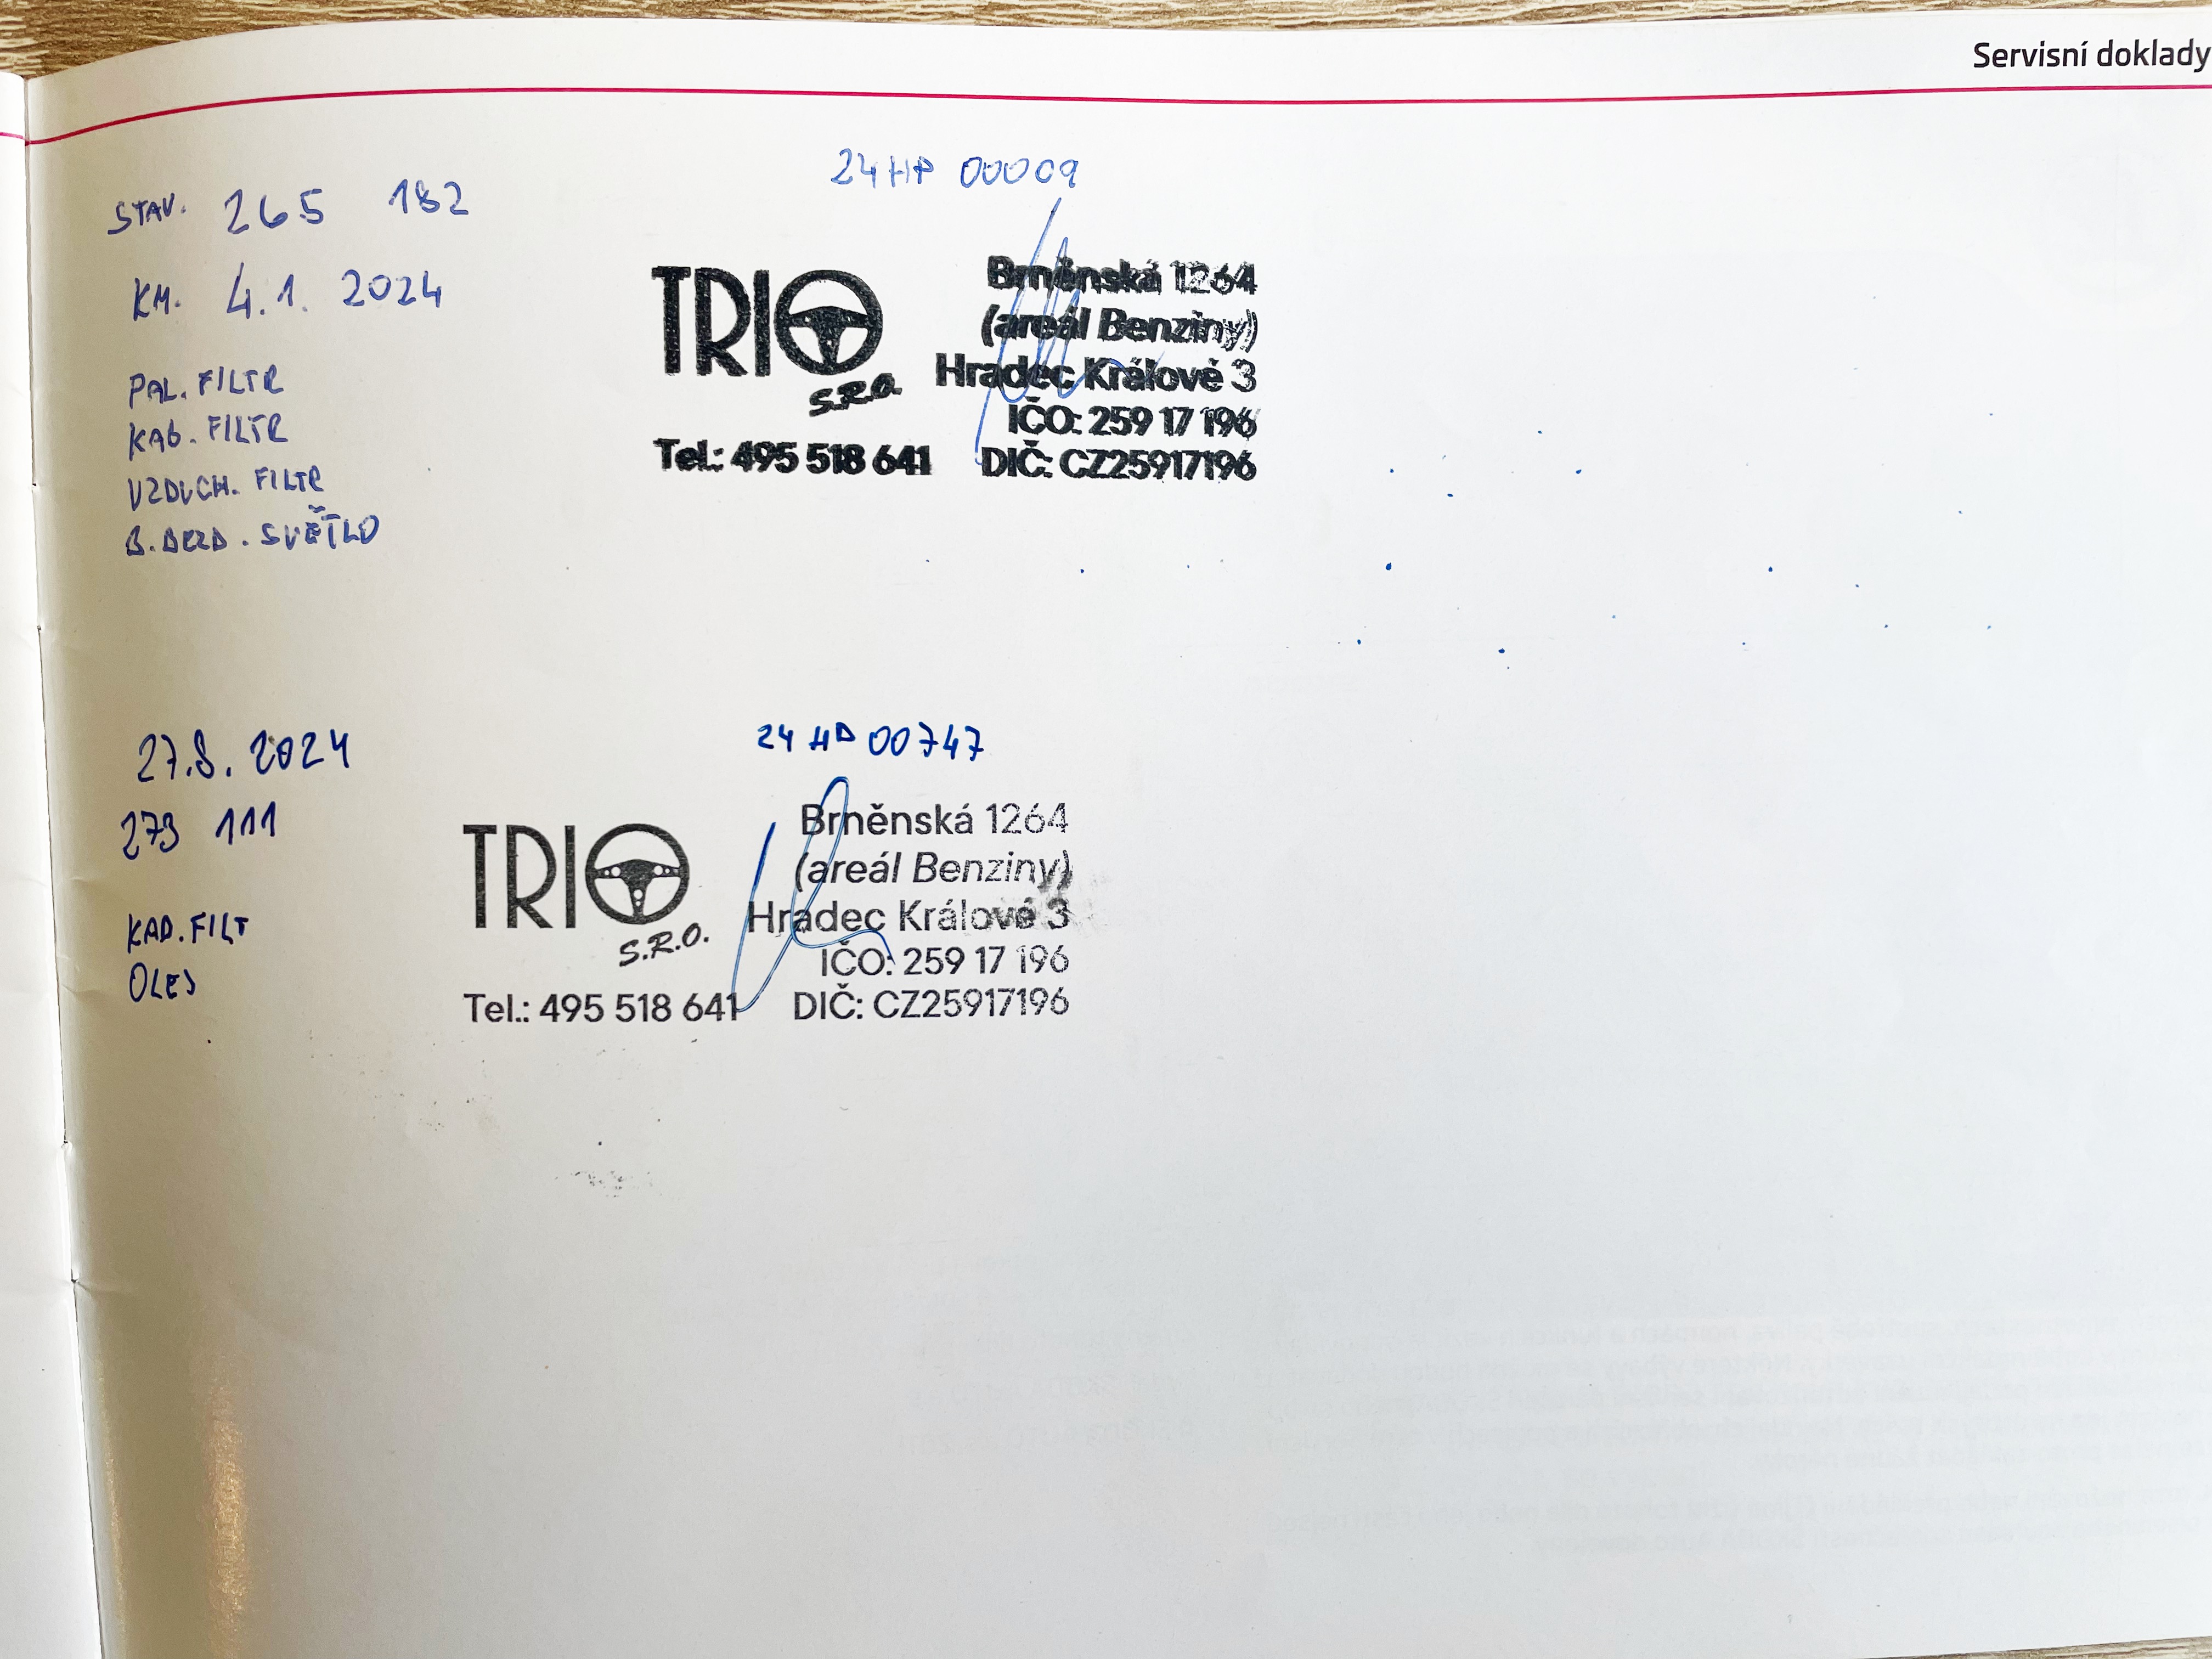 Servisní doklady
STAV. 265 182
KM. 4.1. 2024
PAL. FILTR
KAB. FILTR
VZDUCH. FILTR
B. SVĚTLO
24HP 00009
TRIO
S.R.O.
Tel.: 495 518 641
Brněnská 1264
(areál Benziny)
Hradec Králové 3
IČO: 259 17 196
DIČ: CZ25917196
27.8. 2024
273 111
KAB.FILT
OLEJ
24 HP 00747
TRIO
S.R.O.
Tel.: 495 518 641
Brněnská 1264
(areál Benziny)
Hradec Králové 3
IČO: 259 17 196
DIČ: CZ25917196